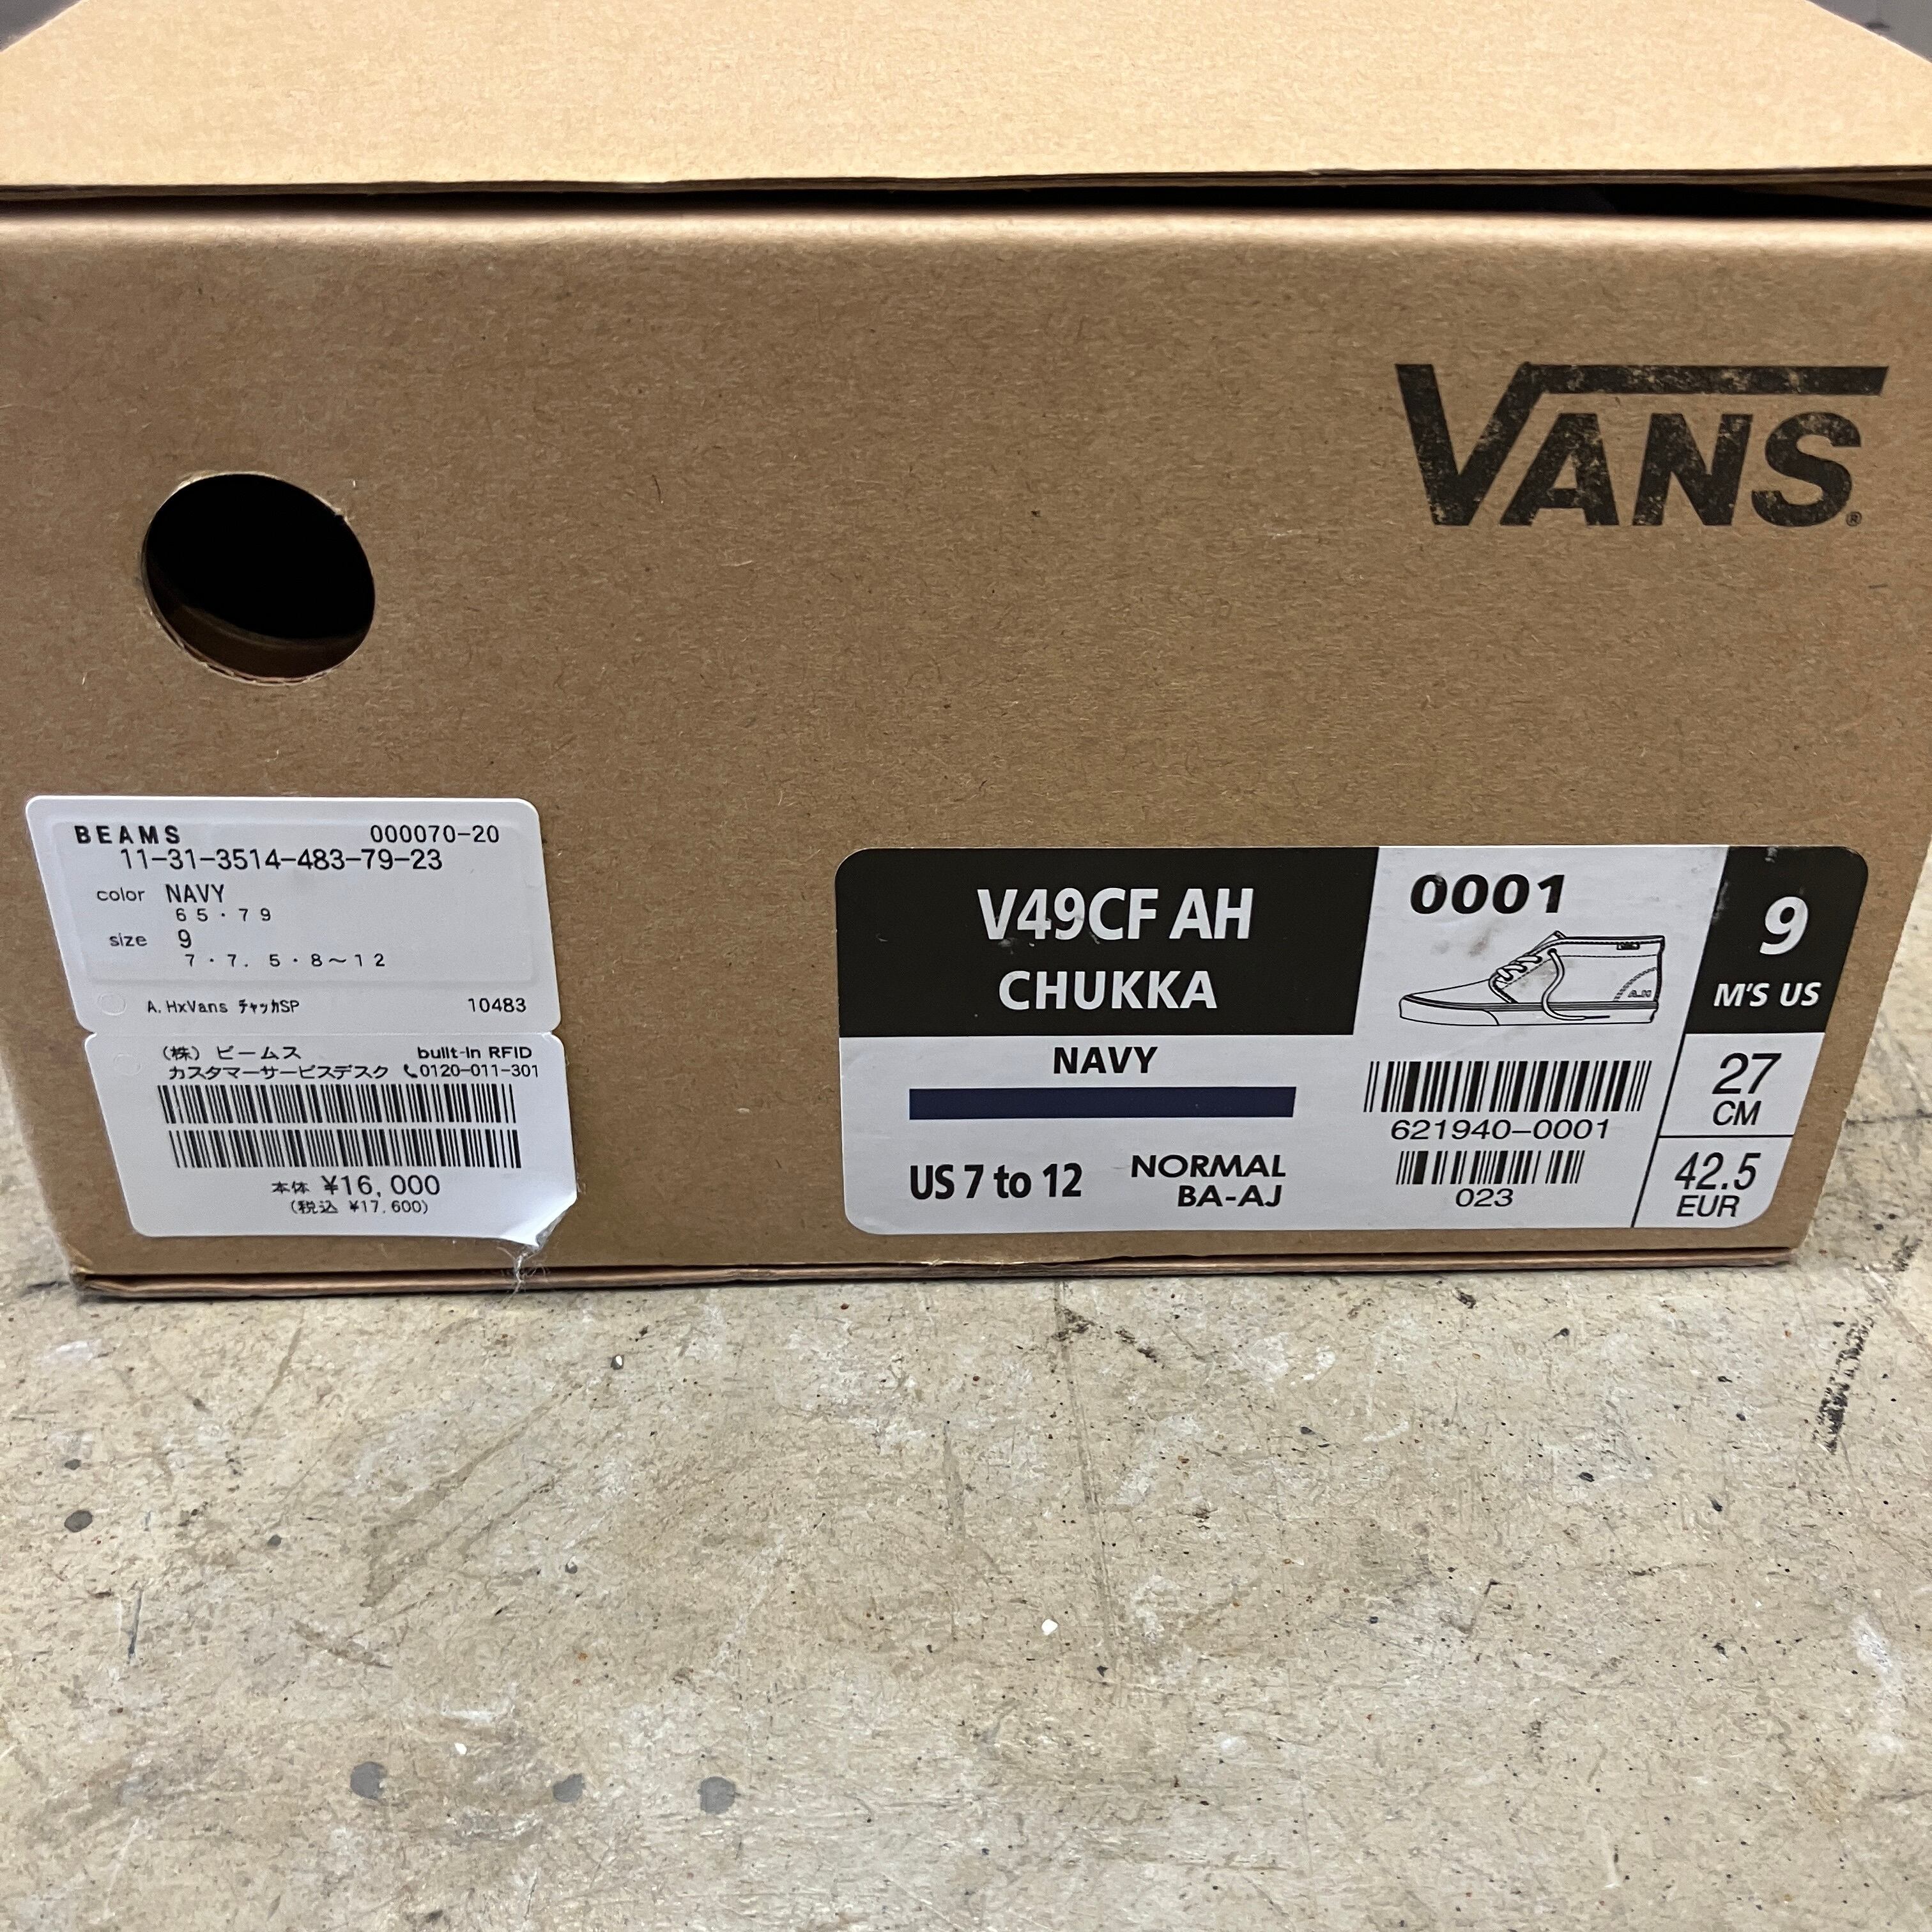 VANS®
BEAMS 000070-20
11-31-3514-483-79-23
color NAVY
65・79
size 9
7・7.5・8～12
A.HxVans ﾁｬｯｶSP 10483
(株)ビームス built-in RFID
カスタマーサービスデスク 0120-011-301
本体 ¥16,000
(税込 ¥17,600)
V49CF AH
CHUKKA
NAVY
US 7 to 12
NORMAL
BA-AJ
0001
A.H
621940-0001
023
9
M'S US
27
CM
42.5
EUR